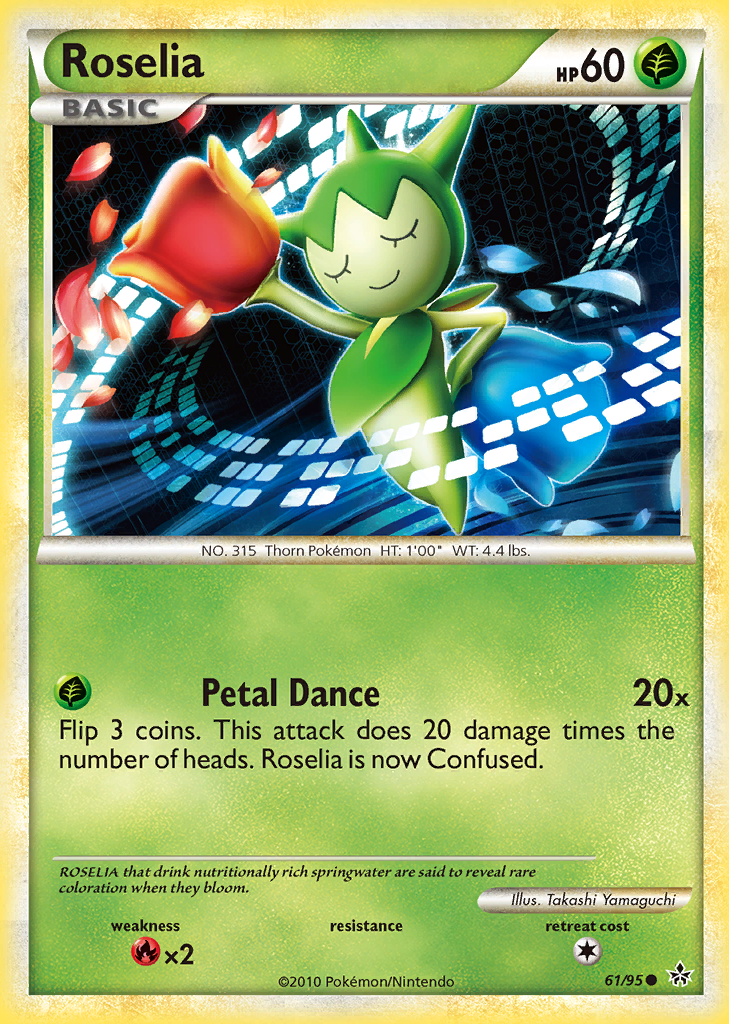 Roselia
HP60
BASIC
NO. 315 Thorn Pokémon HT: 1'00" WT: 4.4 lbs.
Petal Dance 20x
Flip 3 coins. This attack does 20 damage times the
number of heads. Roselia is now Confused.
ROSELIA that drink nutritionally rich springwater are said to reveal rare
coloration when they bloom.
Illus. Takashi Yamaguchi
weakness resistance retreat cost
×2
©2010 Pokémon/Nintendo 61/95